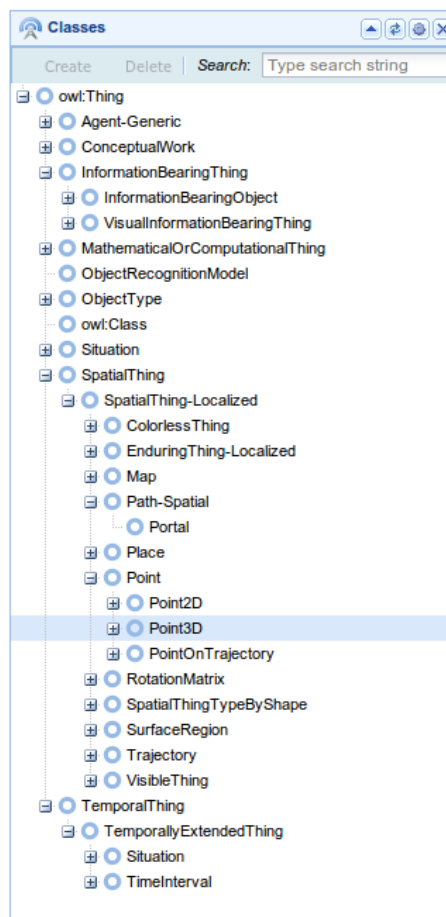 Classes
Create Delete Search: Type search string
owl:Thing
Agent-Generic
ConceptualWork
InformationBearingThing
InformationBearingObject
VisualInformationBearingThing
MathematicalOrComputationalThing
ObjectRecognitionModel
ObjectType
owl:Class
Situation
SpatialThing
SpatialThing-Localized
ColorlessThing
EnduringThing-Localized
Map
Path-Spatial
Portal
Place
Point
Point2D
Point3D
PointOnTrajectory
RotationMatrix
SpatialThingTypeByShape
SurfaceRegion
Trajectory
VisibleThing
TemporalThing
TemporallyExtendedThing
Situation
TimeInterval